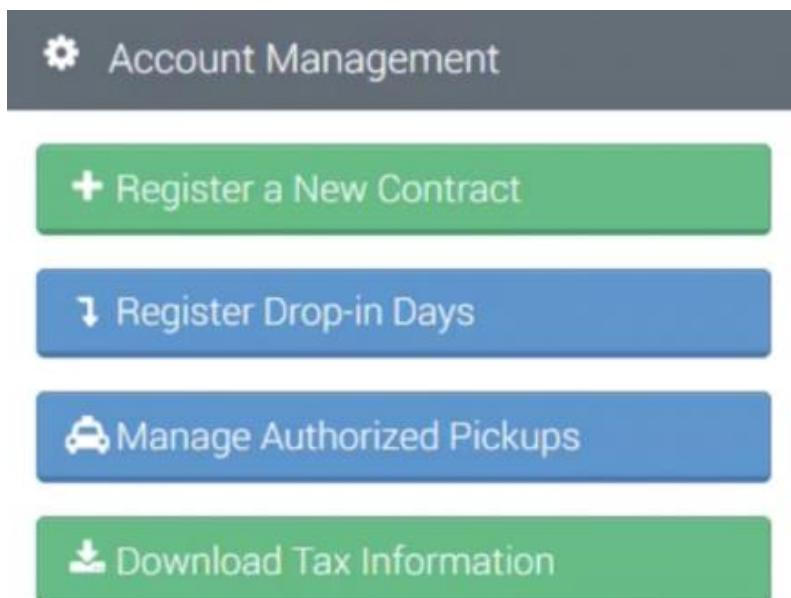 Account Management
Register a New Contract
Register Drop-in Days
Manage Authorized Pickups
Download Tax Information